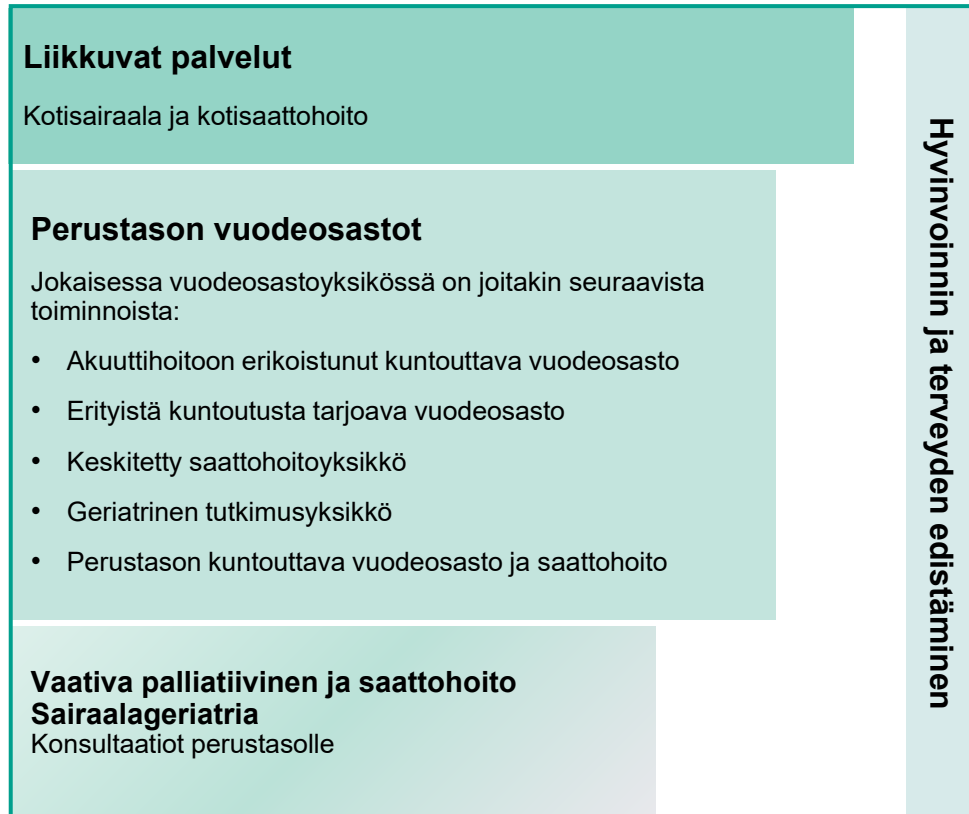 Liikkuvat palvelut
Kotisairaala ja kotisaattohoito
Perustason vuodeosastot
Jokaisessa vuodeosastoyksikössä on joitakin seuraavista
toiminnoista:
• Akuuttihoitoon erikoistunut kuntouttava vuodeosasto
• Erityistä kuntoutusta tarjoava vuodeosasto
• Keskitetty saattohoitoyksikkö
• Geriatrinen tutkimusyksikkö
• Perustason kuntouttava vuodeosasto ja saattohoito
Vaativa palliatiivinen ja saattohoito
Sairaalageriatria
Konsultaatiot perustasolle
Hyvinvoinnin ja terveyden edistäminen